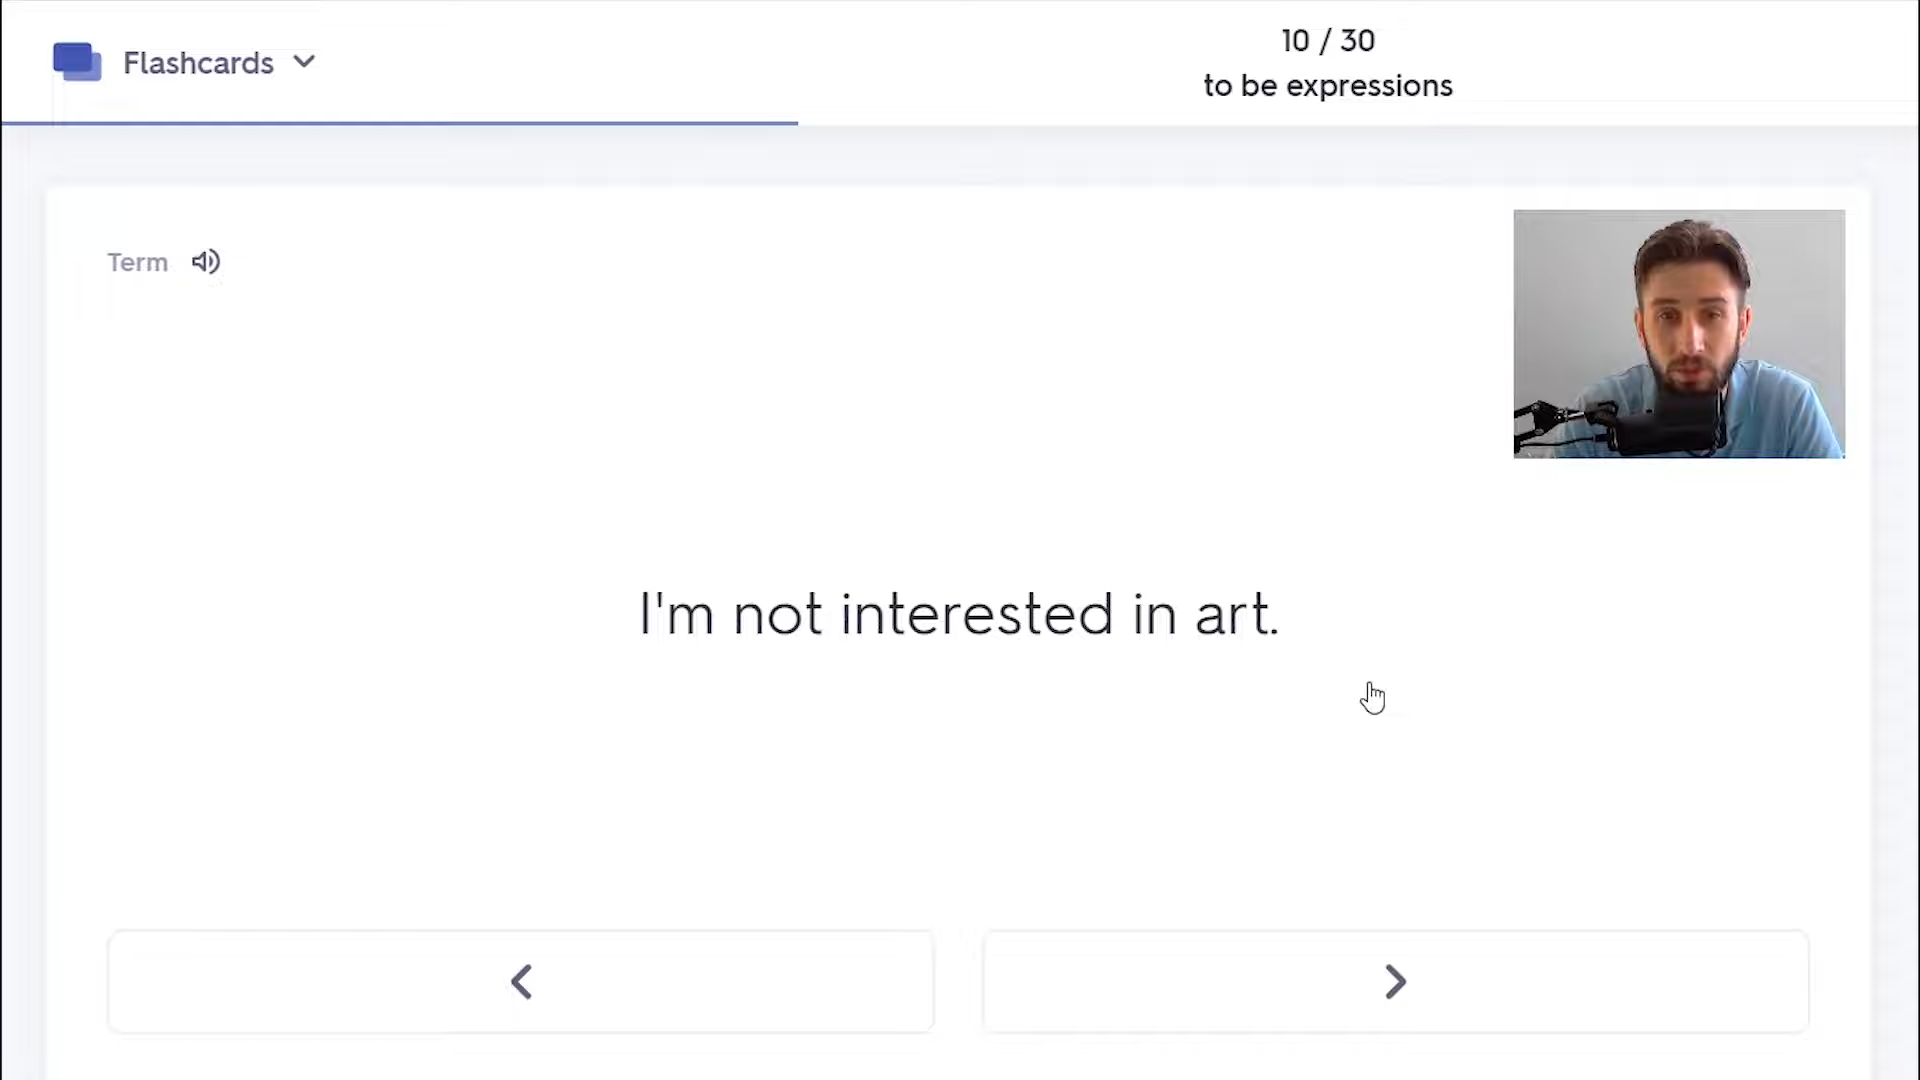 Flashcards
10 / 30
to be expressions
Term
I'm not interested in art.